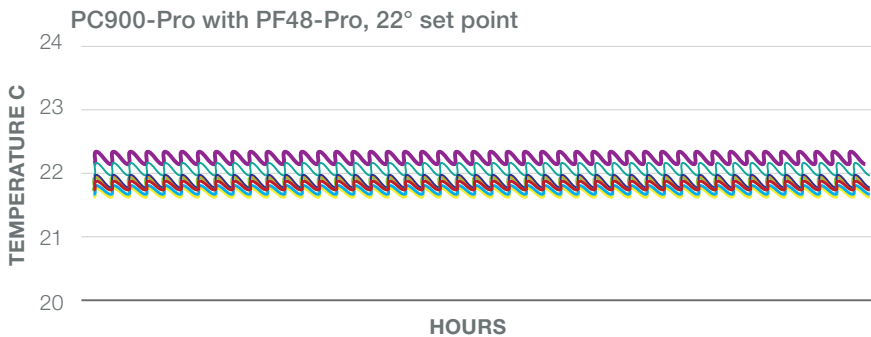 PC900-Pro with PF48-Pro, 22° set point
24
23
22
21
20
TEMPERATURE C
HOURS